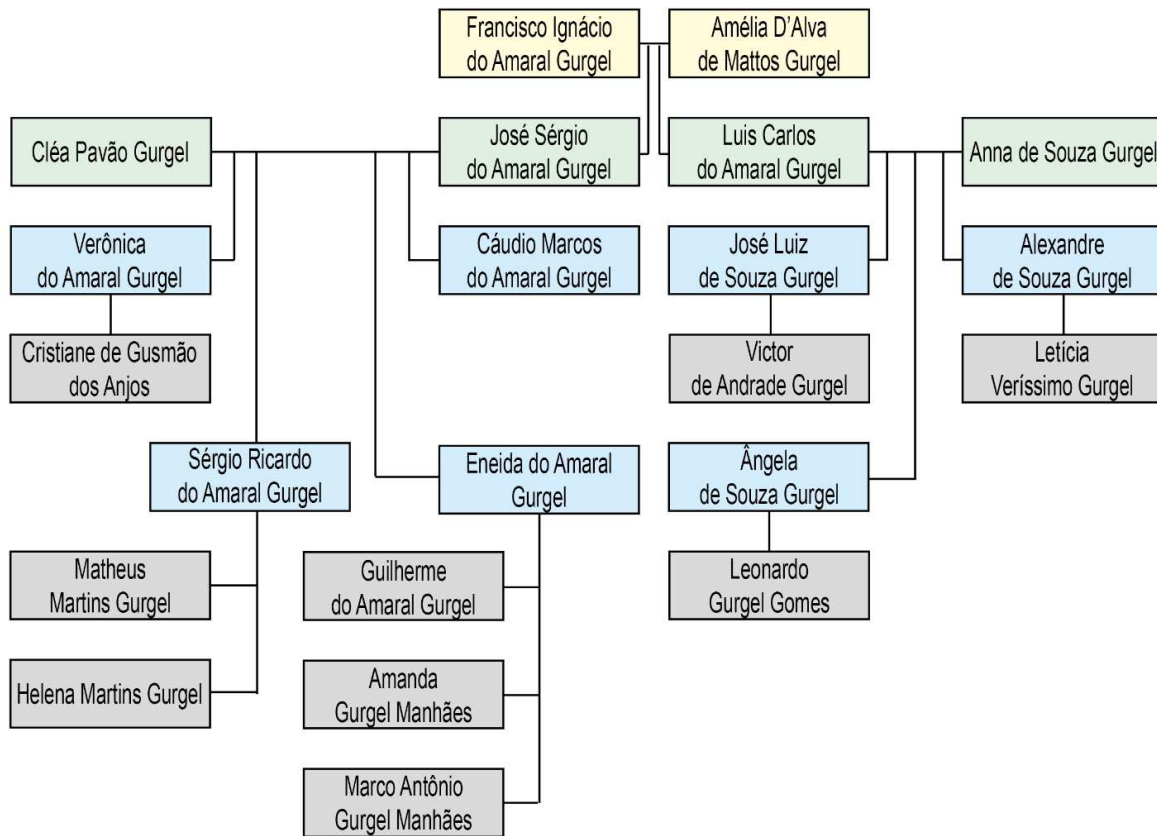 Francisco Ignácio
do Amaral Gurgel
Amélia D'Alva
de Mattos Gurgel
Cléa Pavão Gurgel
José Sérgio
do Amaral Gurgel
Luis Carlos
do Amaral Gurgel
Anna de Souza Gurgel
Verônica
do Amaral Gurgel
Cáudio Marcos
do Amaral Gurgel
José Luiz
de Souza Gurgel
Alexandre
de Souza Gurgel
Cristiane de Gusmão
dos Anjos
Victor
de Andrade Gurgel
Letícia
Veríssimo Gurgel
Sérgio Ricardo
do Amaral Gurgel
Eneida do Amaral
Gurgel
Ângela
de Souza Gurgel
Matheus
Martins Gurgel
Guilherme
do Amaral Gurgel
Leonardo
Gurgel Gomes
Helena Martins Gurgel
Amanda
Gurgel Manhães
Marco Antônio
Gurgel Manhães